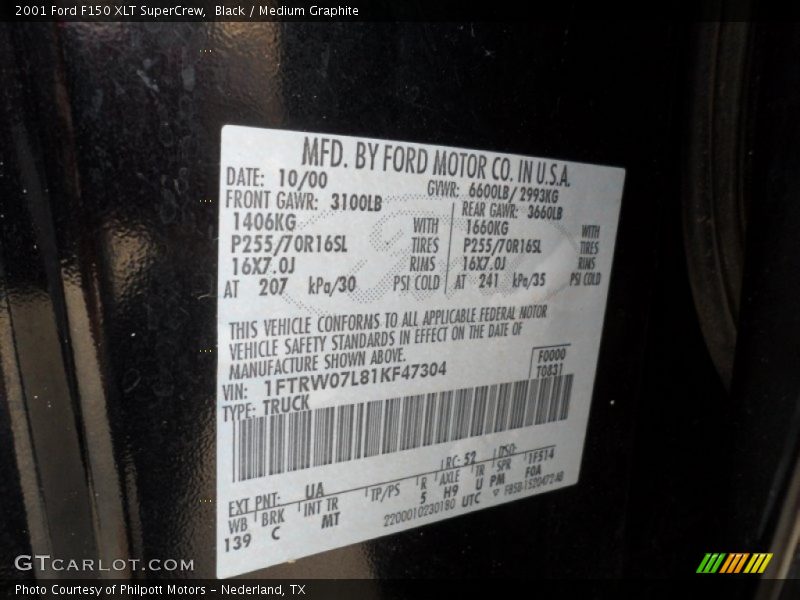 2001 Ford F150 XLT SuperCrew, Black / Medium Graphite
MFD. BY FORD MOTOR CO. IN U.S.A.
DATE: 10/00 GVWR: 6600LB/ 2993KG
FRONT GAWR: 3100LB REAR GAWR: 3660LB
1406KG WITH 1660KG WITH
P255/70R16SL TIRES P255/70R16SL TIRES
16X7.0J RIMS 16X7.0J RIMS
AT 207 kPa/30 PSI COLD AT 241 kPa/35 PSI COLD
THIS VEHICLE CONFORMS TO ALL APPLICABLE FEDERAL MOTOR
VEHICLE SAFETY STANDARDS IN EFFECT ON THE DATE OF
MANUFACTURE SHOWN ABOVE.
F0000
VIN: 1FTRW07L81KF47304 T0831
TYPE: TRUCK
RC: 52 DSO: 1F514
EXT PNT: UA
WB BRK INT TR TP/PS R AXLE TR SPR
139 C MT 5 H9 U PM F0A
2200010230180 UTC
GTCARLOT.COM
Photo Courtesy of Philpott Motors - Nederland, TX